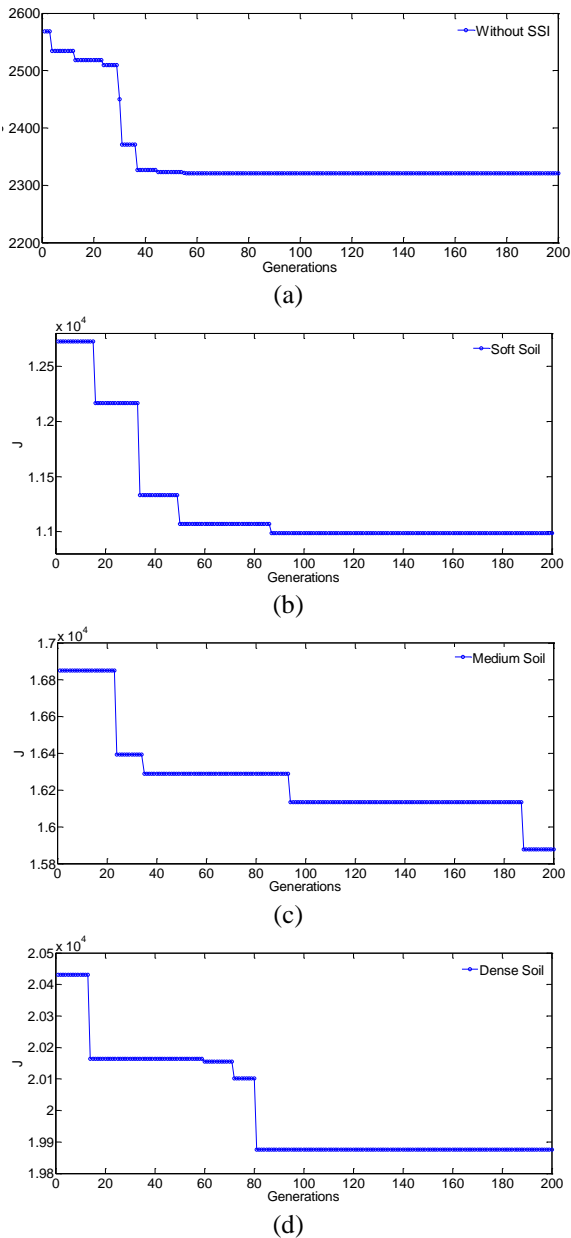 2600
2500
2400
2300
2200
Without SSI
0 20 40 60 80 100 120 140 160 180 200
Generations
(a)
x 10^4
1.25
1.2
1.15
1.1
J
Soft Soil
0 20 40 60 80 100 120 140 160 180 200
Generations
(b)
x 10^4
1.7
1.68
1.66
1.64
1.62
1.6
1.58
J
Medium Soil
0 20 40 60 80 100 120 140 160 180 200
Generations
(c)
x 10^4
2.05
2.04
2.03
2.02
2.01
2
1.99
1.98
J
Dense Soil
0 20 40 60 80 100 120 140 160 180 200
Generations
(d)